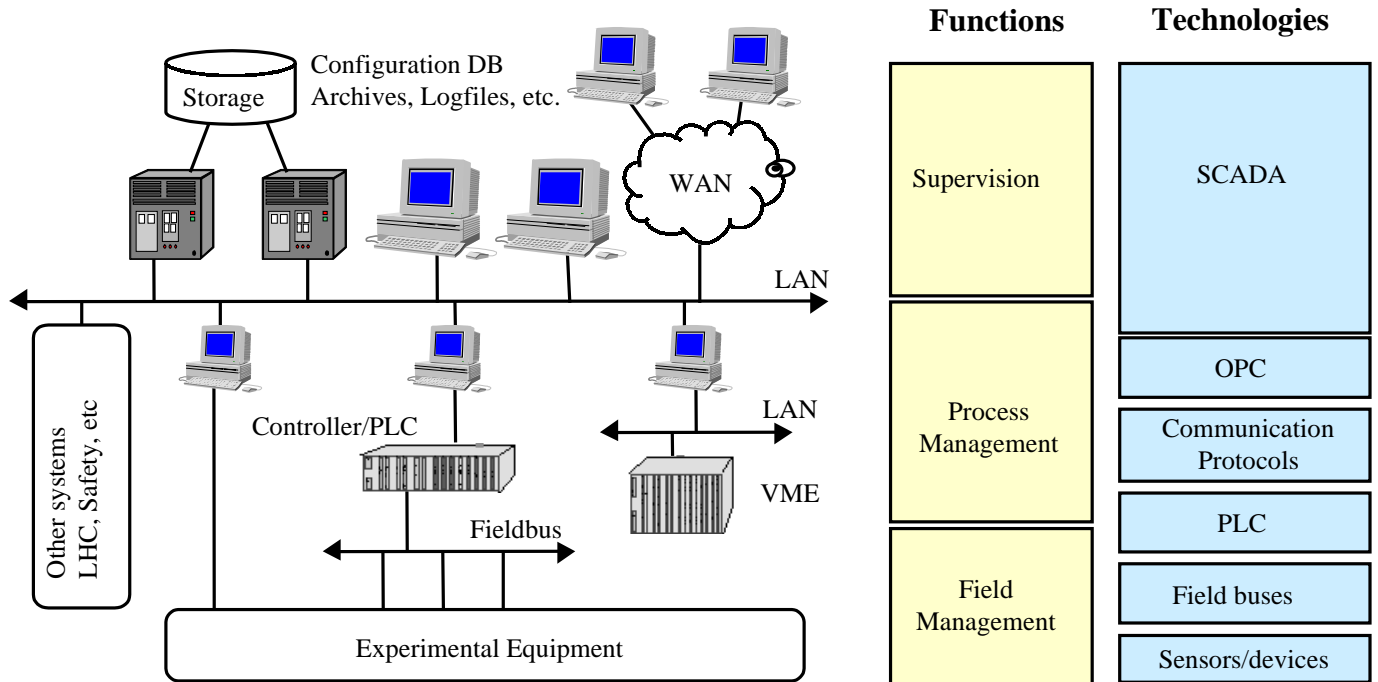 Functions
Technologies
Configuration DB
Archives, Logfiles, etc.
Storage
WAN
LAN
Other systems
LHC, Safety, etc
Controller/PLC
LAN
VME
Fieldbus
Experimental Equipment
Supervision
Process
Management
Field
Management
SCADA
OPC
Communication
Protocols
PLC
Field buses
Sensors/devices